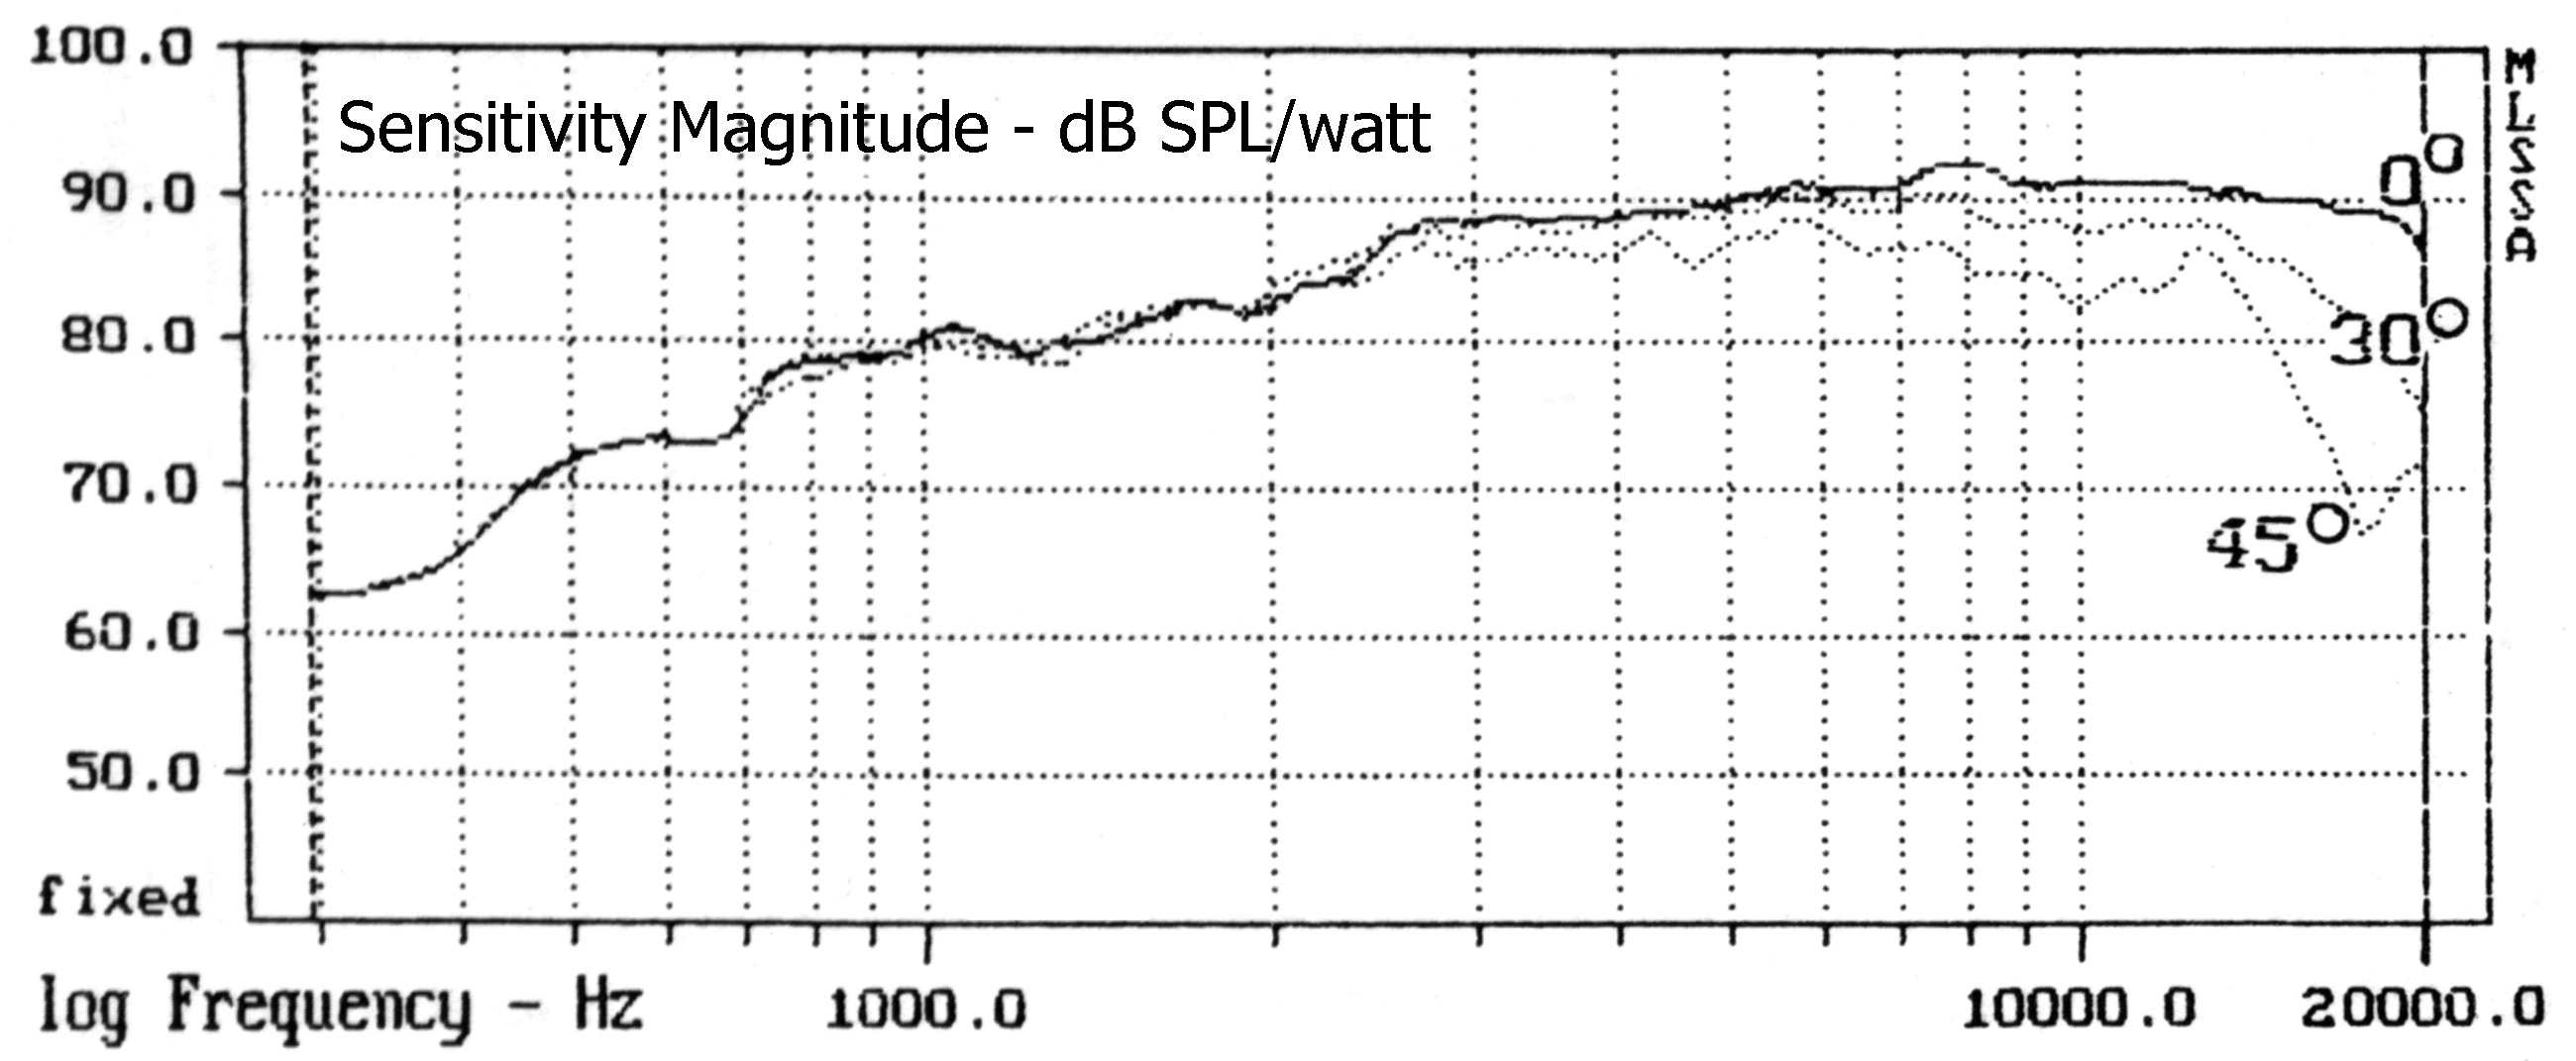 100.0
Sensitivity Magnitude - dB SPL/watt
90.0
80.0
70.0
60.0
50.0
fixed
0°
30°
45°
MLSSA
log Frequency - Hz 1000.0 10000.0 20000.0